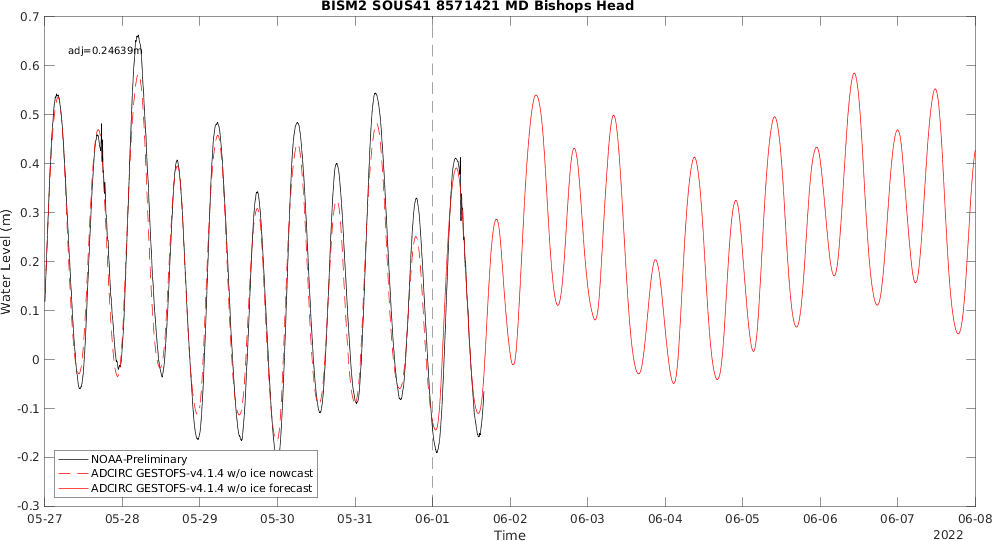 BISM2 SOUS41 8571421 MD Bishops Head
adj=0.24639m
Water Level (m)
0.7
0.6
0.5
0.4
0.3
0.2
0.1
0
-0.1
-0.2
-0.3
NOAA-Preliminary
ADCIRC GESTOFS-v4.1.4 w/o ice nowcast
ADCIRC GESTOFS-v4.1.4 w/o ice forecast
05-27 05-28 05-29 05-30 05-31 06-01 06-02 06-03 06-04 06-05 06-06 06-07 06-08
Time
2022